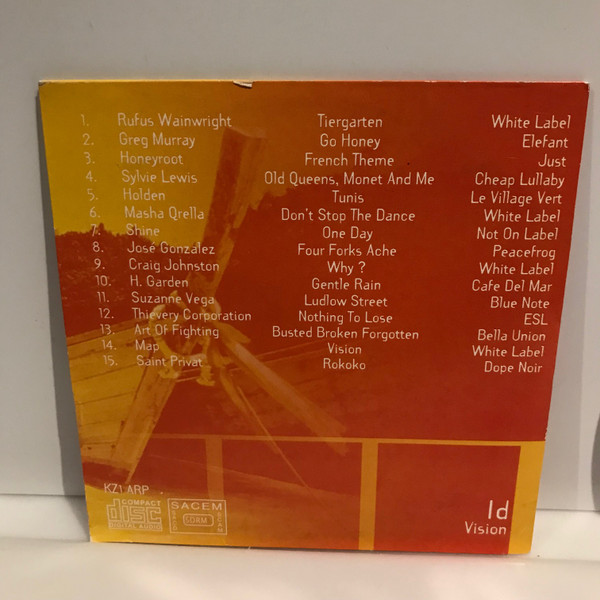 1. Rufus Wainwright Tiergarten White Label
2. Greg Murray Go Honey Elefant
3. Honeyroot French Theme Just
4. Sylvie Lewis Old Queens, Monet And Me Cheap Lullaby
5. Holden Tunis Le Village Vert
6. Masha Qrella Don't Stop The Dance White Label
7. Shine One Day Not On Label
8. José González Four Forks Ache Peacefrog
9. Craig Johnston Why ? White Label
10. H. Garden Gentle Rain Cafe Del Mar
11. Suzanne Vega Ludlow Street Blue Note
12. Thievery Corporation Nothing To Lose ESL
13. Art Of Fighting Busted Broken Forgotten Bella Union
14. Map Vision White Label
15. Saint Privat Rokoko Dope Noir
KZ1 ARP
COMPACT
disc
DIGITAL AUDIO
SACEM
SDRM
Id
Vision